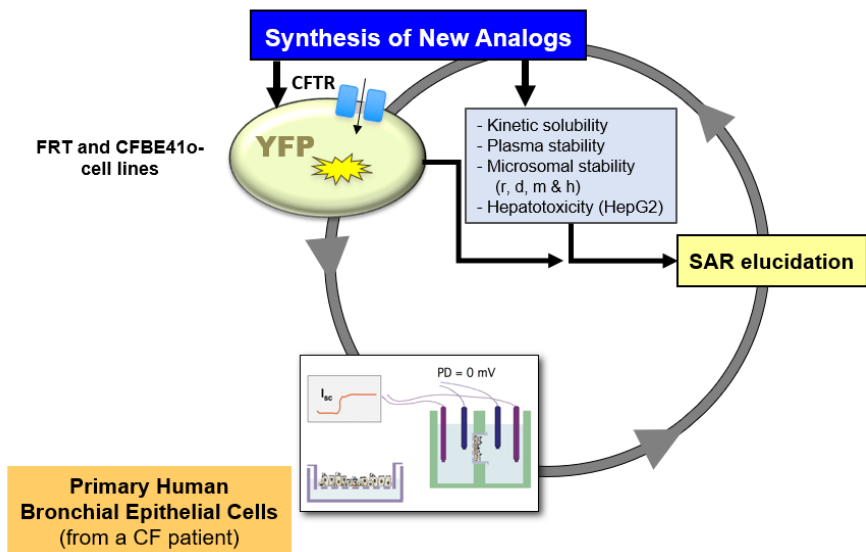 Synthesis of New Analogs
CFTR
YFP
FRT and CFBE41o-
cell lines
- Kinetic solubility
- Plasma stability
- Microsomal stability
(r, d, m & h)
- Hepatotoxicity (HepG2)
SAR elucidation
PD = 0 mV
Isc
Primary Human
Bronchial Epithelial Cells
(from a CF patient)